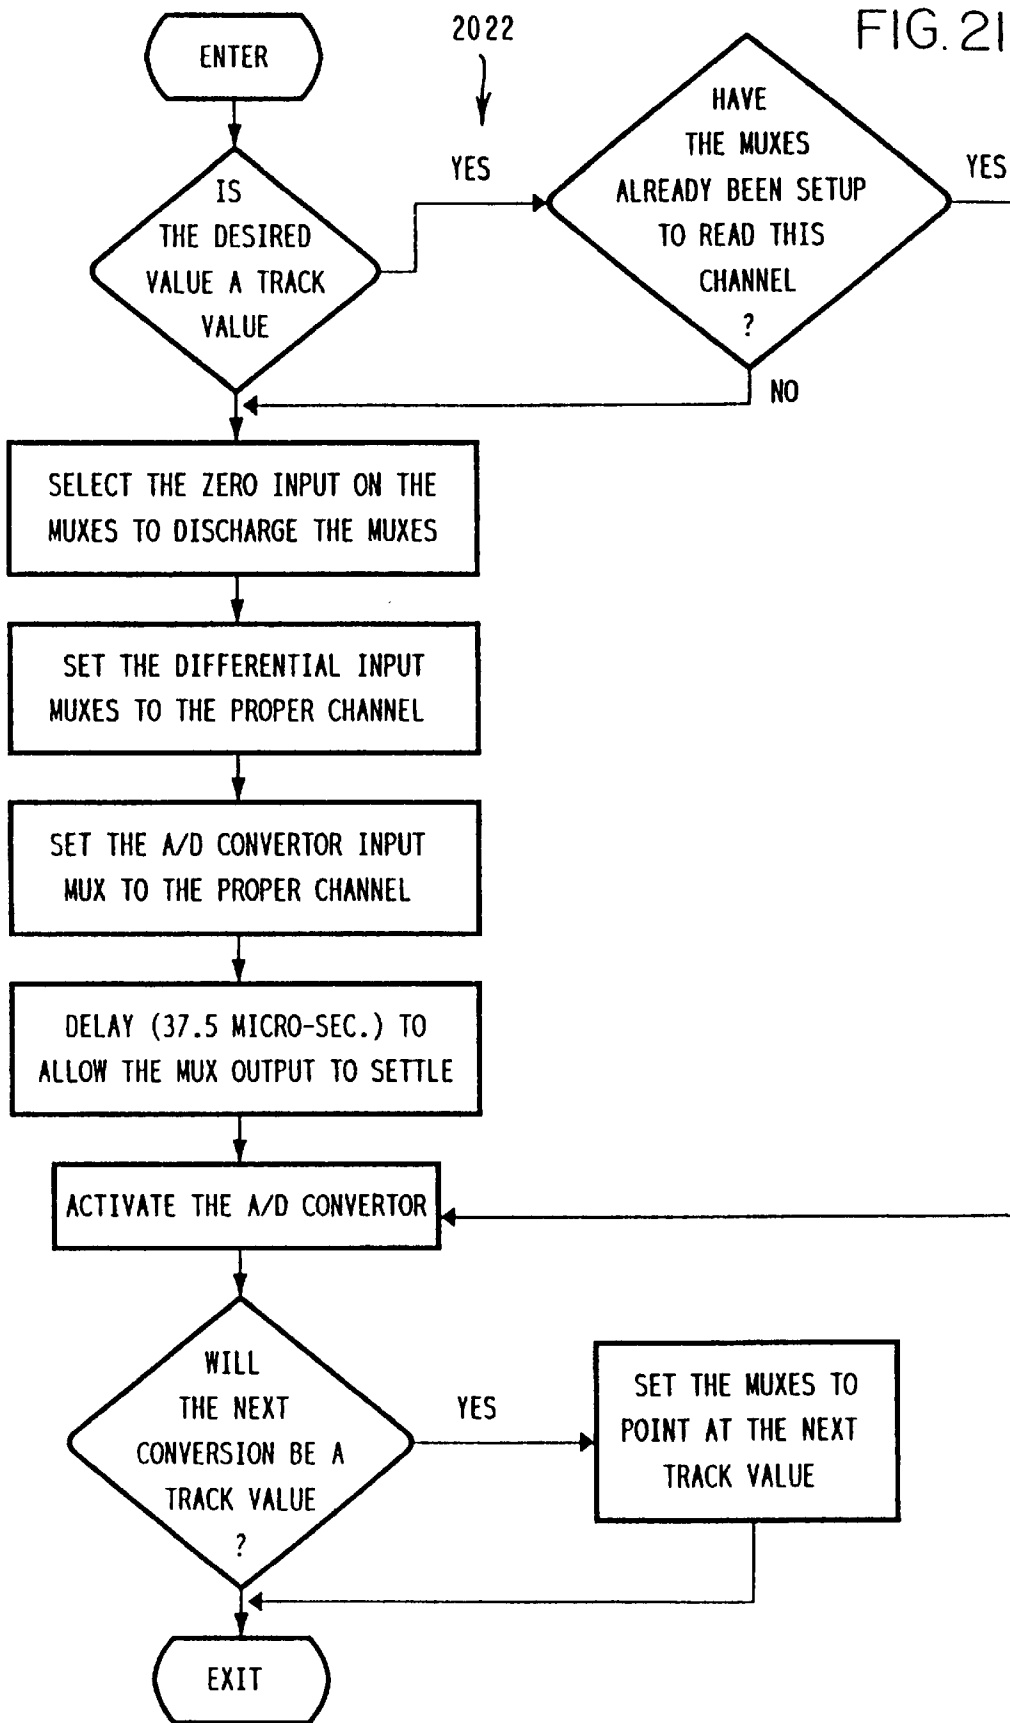 FIG. 21
2022
ENTER
IS
THE DESIRED
VALUE A TRACK
VALUE
YES
HAVE
THE MUXES
ALREADY BEEN SETUP
TO READ THIS
CHANNEL
?
YES
NO
SELECT THE ZERO INPUT ON THE
MUXES TO DISCHARGE THE MUXES
SET THE DIFFERENTIAL INPUT
MUXES TO THE PROPER CHANNEL
SET THE A/D CONVERTOR INPUT
MUX TO THE PROPER CHANNEL
DELAY (37.5 MICRO-SEC.) TO
ALLOW THE MUX OUTPUT TO SETTLE
ACTIVATE THE A/D CONVERTOR
WILL
THE NEXT
CONVERSION BE A
TRACK VALUE
?
YES
SET THE MUXES TO
POINT AT THE NEXT
TRACK VALUE
EXIT